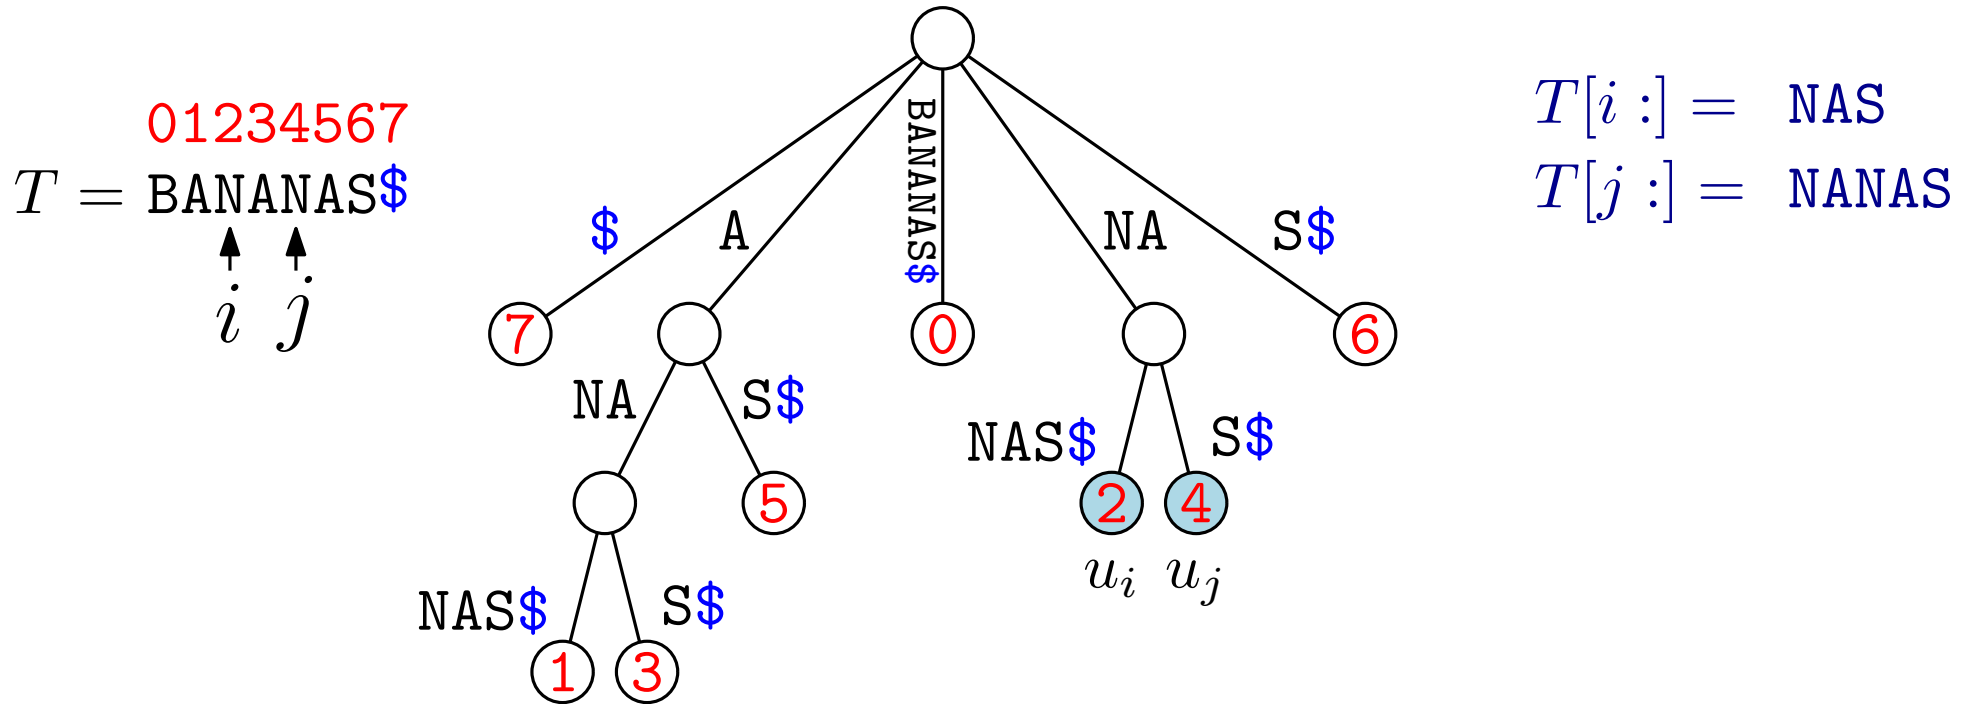 01234567
T = BANANAS$
i j
$
A
BANANAS$
NA
S$
7
0
6
NA
S$
NAS$
S$
5
2
4
u_i
u_j
NAS$
S$
1
3
T[i :] = NAS
T[j :] = NANAS